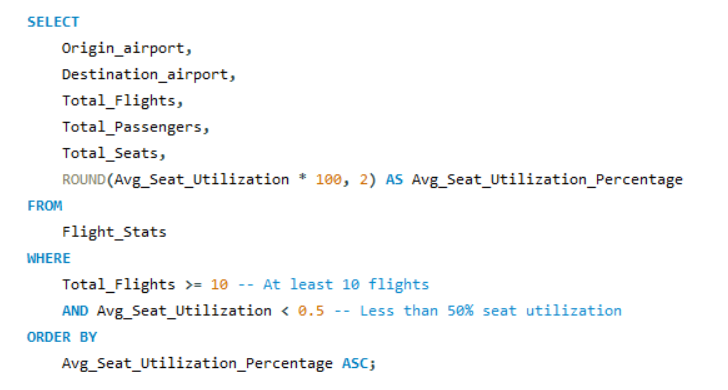 SELECT
Origin_airport,
Destination_airport,
Total_Flights,
Total_Passengers,
Total_Seats,
ROUND(Avg_Seat_Utilization * 100, 2) AS Avg_Seat_Utilization_Percentage
FROM
Flight_Stats
WHERE
Total_Flights >= 10 -- At least 10 flights
AND Avg_Seat_Utilization < 0.5 -- Less than 50% seat utilization
ORDER BY
Avg_Seat_Utilization_Percentage ASC;